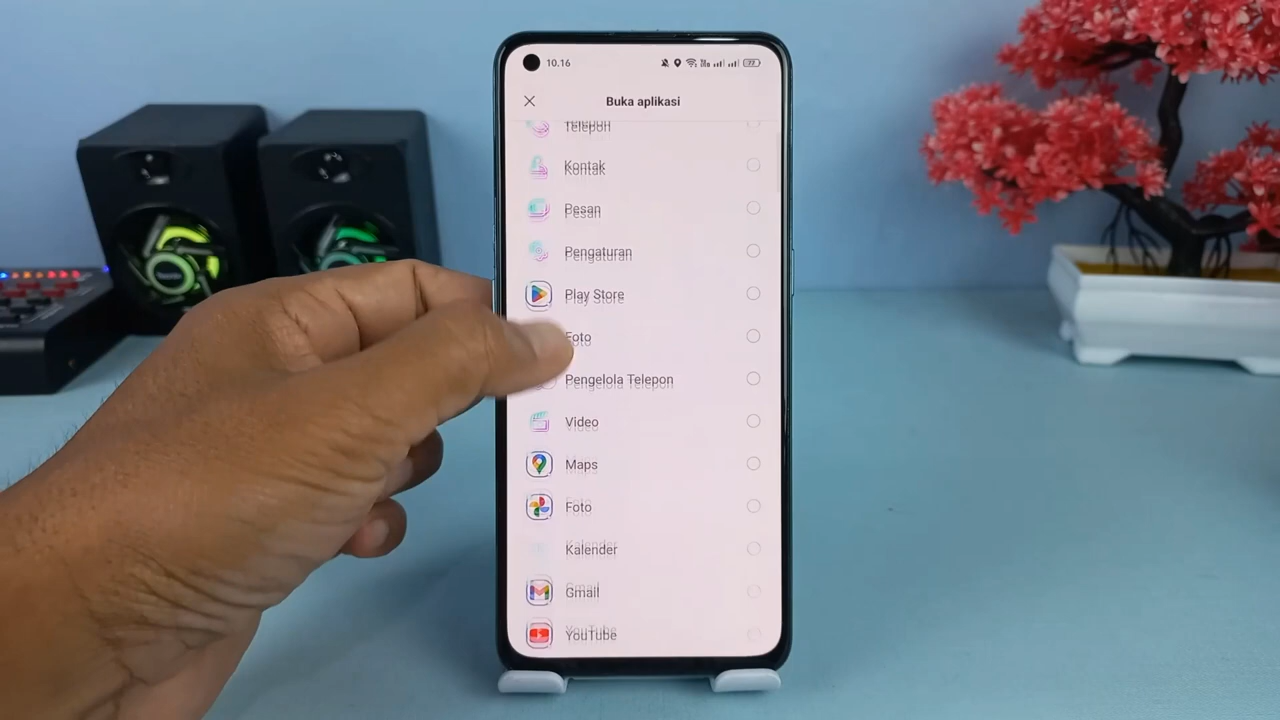 10.16
Buka aplikasi
Telepon
Kontak
Pesan
Pengaturan
Play Store
Foto
Pengelola Telepon
Video
Maps
Foto
Kalender
Gmail
YouTube